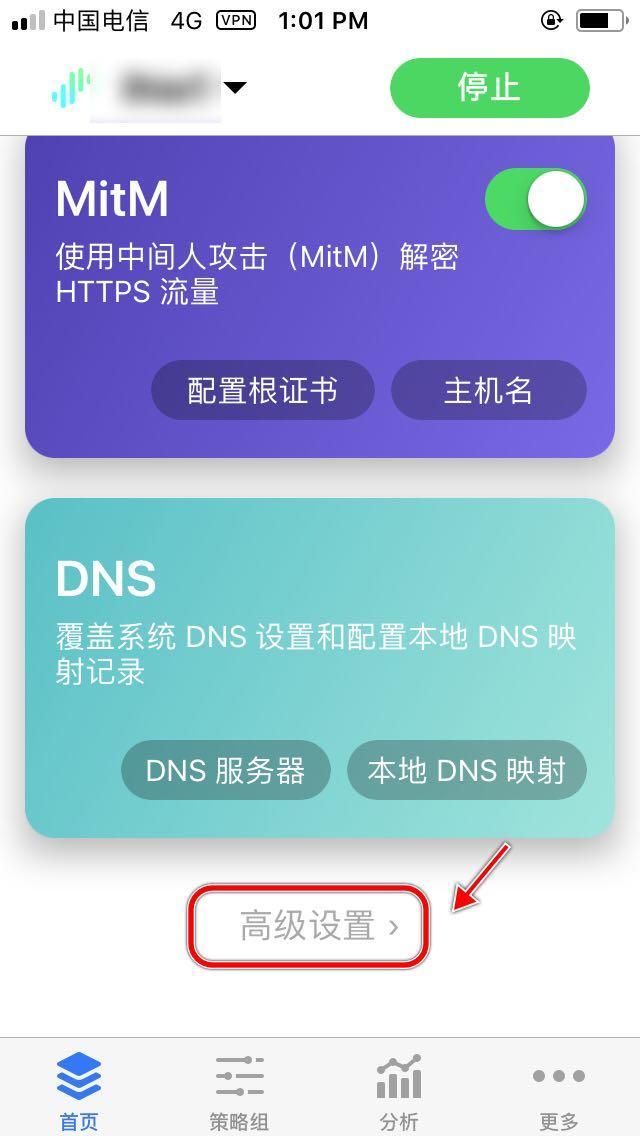 中国电信 4G VPN 1:01 PM
停止
MitM
使用中间人攻击（MitM）解密
HTTPS 流量
配置根证书 主机名
DNS
覆盖系统 DNS 设置和配置本地 DNS 映
射记录
DNS 服务器 本地 DNS 映射
高级设置 ›
首页 策略组 分析 更多